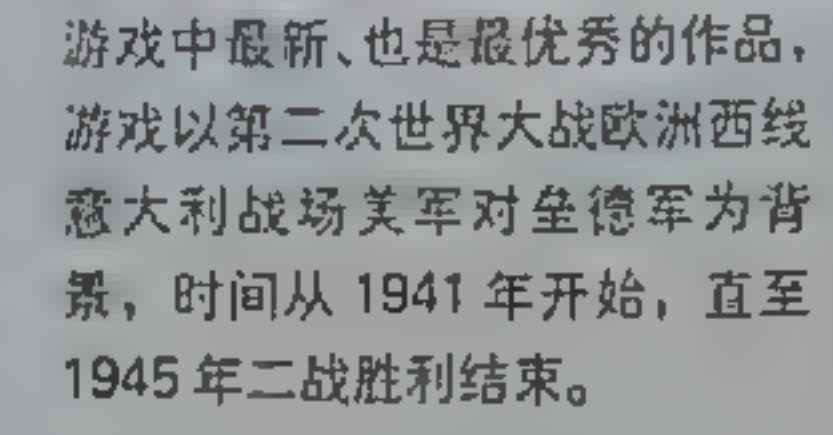 游戏中最新、也是最优秀的作品，
游戏以第二次世界大战欧洲西线
意大利战场美军对垒德军为背
景，时间从 1941 年开始，直至
1945 年二战胜利结束。